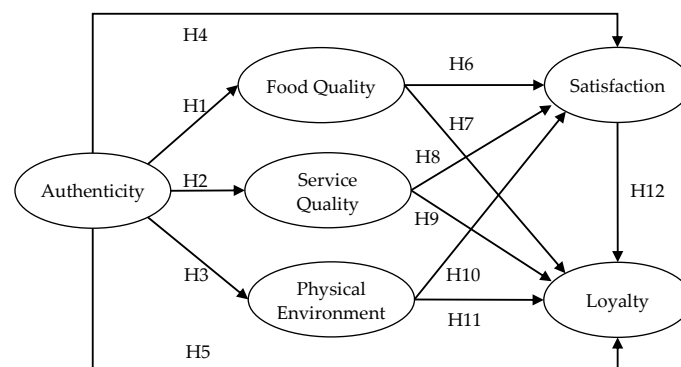 H4
H6
Food Quality
Satisfaction
H1
H7
H8
Authenticity
H2
Service
Quality
H12
H9
H3
H10
Physical
Environment
Loyalty
H11
H5